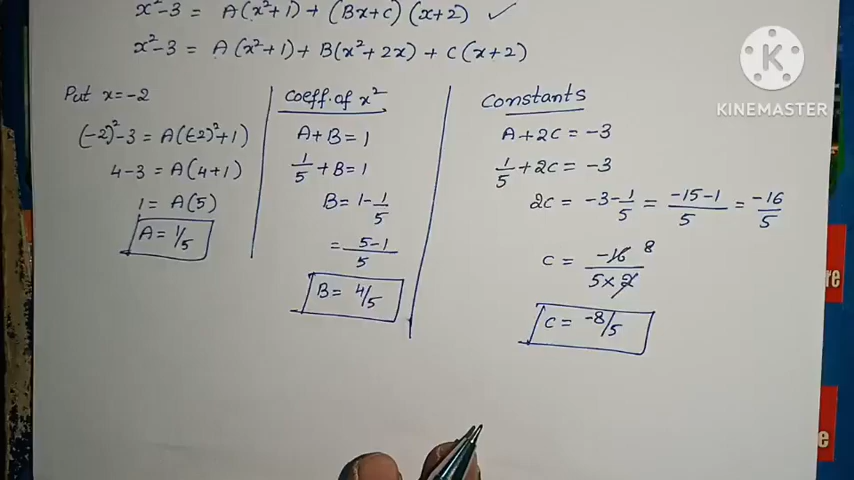 x²-3 = A(x²+1) + (Bx+c) (x+2) ✓
x²-3 = A(x²+1) + B(x²+2x) + c(x+2)
Put x=-2
(-2)²-3 = A((-2)²+1)
4-3 = A(4+1)
1 = A(5)
A = 1/5
coeff.of x²
A+B=1
1/5+B=1
B=1-1/5
= 5-1/5
B= 4/5
constants
A+2c = -3
1/5+2c = -3
2c = -3-1/5 = -15-1/5 = -16/5
c = -16 8/5×2
c = -8/5
KINEMASTER
re
e